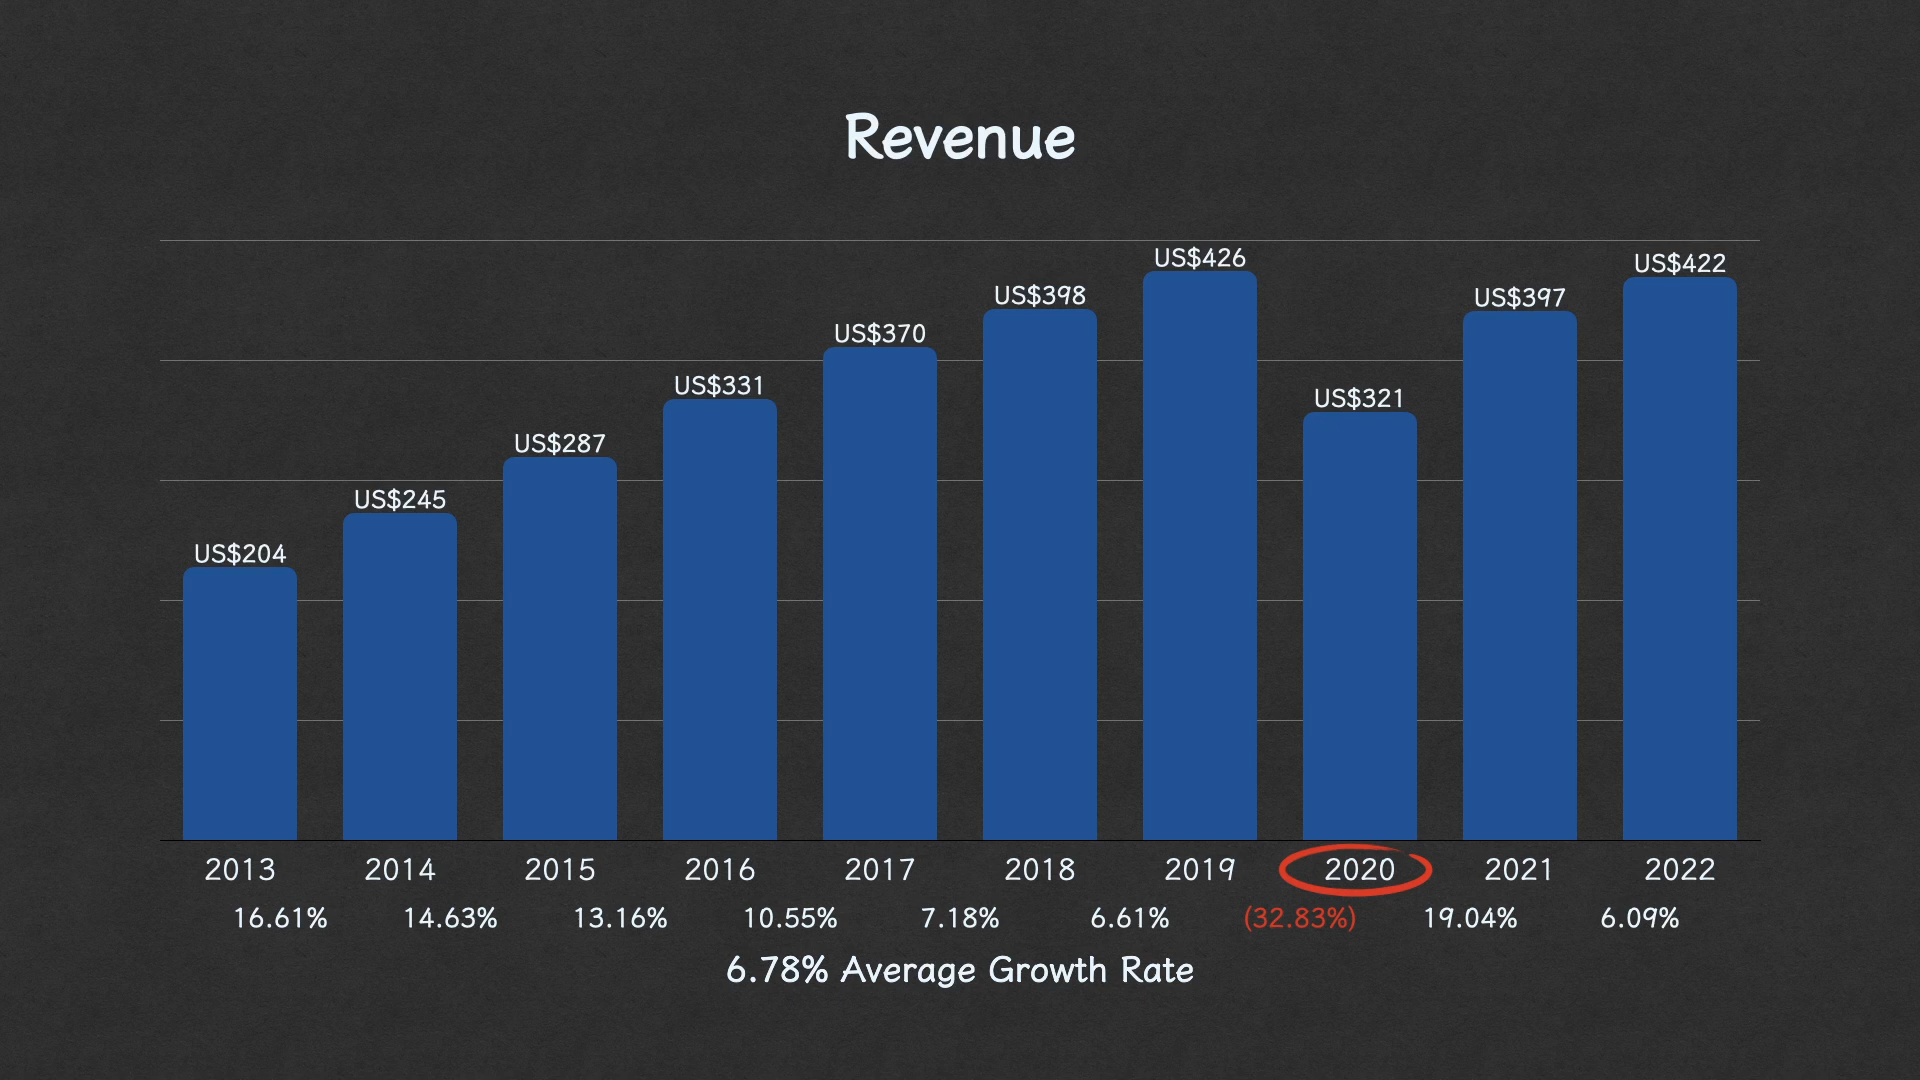 Revenue
US$204 US$245 US$287 US$331 US$370 US$398 US$426 US$321 US$397 US$422
2013 2014 2015 2016 2017 2018 2019 2020 2021 2022
16.61% 14.63% 13.16% 10.55% 7.18% 6.61% (32.83%) 19.04% 6.09%
6.78% Average Growth Rate